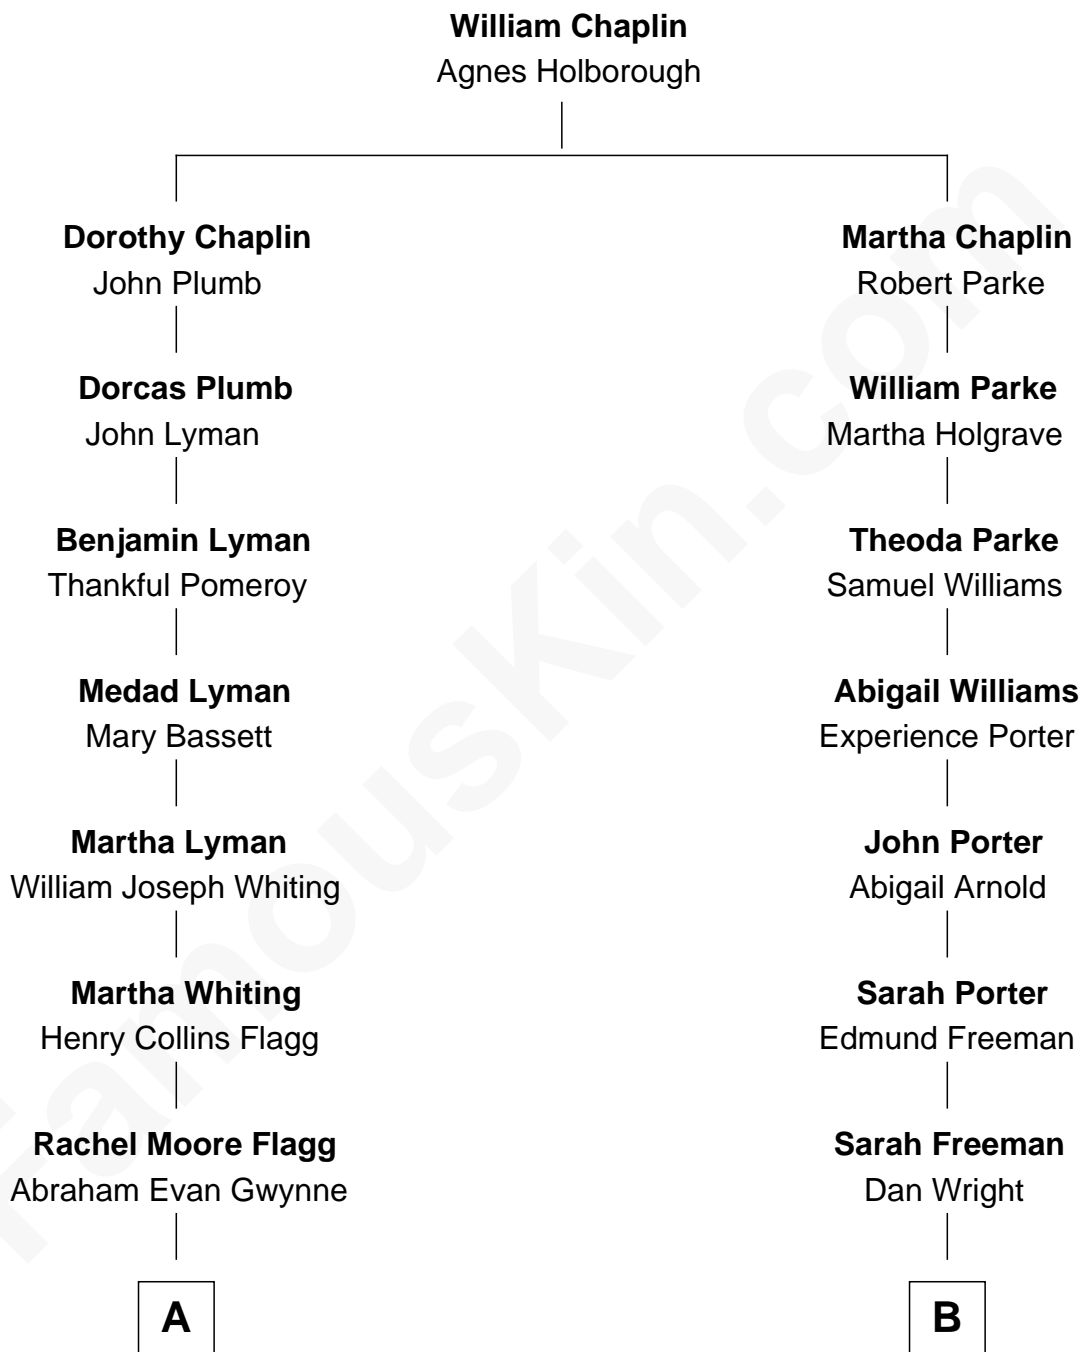 William Chaplin
Agnes Holborough
Dorothy Chaplin
John Plumb
Martha Chaplin
Robert Parke
Dorcas Plumb
John Lyman
William Parke
Martha Holgrave
Benjamin Lyman
Thankful Pomeroy
Theoda Parke
Samuel Williams
Medad Lyman
Mary Bassett
Abigail Williams
Experience Porter
Martha Lyman
William Joseph Whiting
John Porter
Abigail Arnold
Martha Whiting
Henry Collins Flagg
Sarah Porter
Edmund Freeman
Rachel Moore Flagg
Abraham Evan Gwynne
Sarah Freeman
Dan Wright
A
B
FamousKin.com